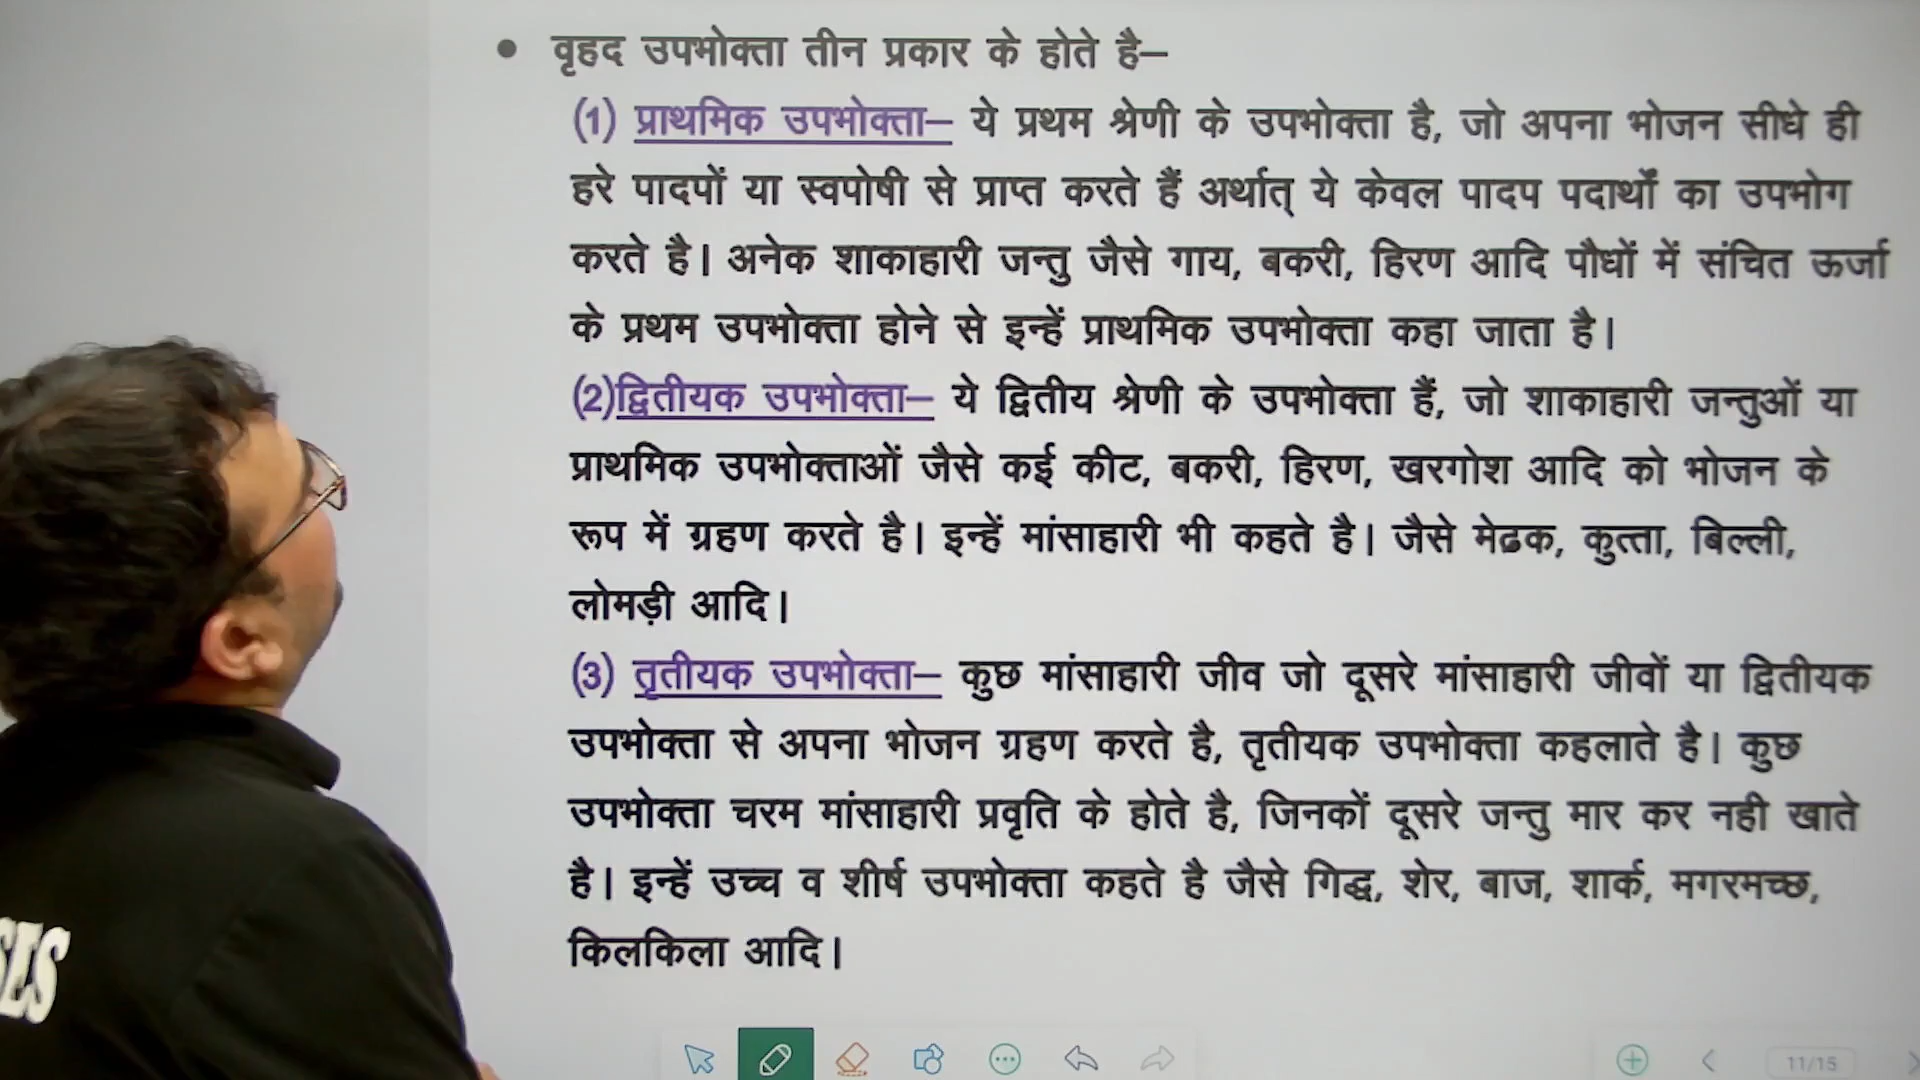 • वृहद उपभोक्ता तीन प्रकार के होते है–
(1) प्राथमिक उपभोक्ता– ये प्रथम श्रेणी के उपभोक्ता है, जो अपना भोजन सीधे ही
हरे पादपों या स्वपोषी से प्राप्त करते हैं अर्थात् ये केवल पादप पदार्थों का उपभोग
करते है। अनेक शाकाहारी जन्तु जैसे गाय, बकरी, हिरण आदि पौधों में संचित ऊर्जा
के प्रथम उपभोक्ता होने से इन्हें प्राथमिक उपभोक्ता कहा जाता है।
(2)द्वितीयक उपभोक्ता– ये द्वितीय श्रेणी के उपभोक्ता हैं, जो शाकाहारी जन्तुओं या
प्राथमिक उपभोक्ताओं जैसे कई कीट, बकरी, हिरण, खरगोश आदि को भोजन के
रूप में ग्रहण करते है। इन्हें मांसाहारी भी कहते है। जैसे मेढक, कुत्ता, बिल्ली,
लोमड़ी आदि।
(3) तृतीयक उपभोक्ता– कुछ मांसाहारी जीव जो दूसरे मांसाहारी जीवों या द्वितीयक
उपभोक्ता से अपना भोजन ग्रहण करते है, तृतीयक उपभोक्ता कहलाते है। कुछ
उपभोक्ता चरम मांसाहारी प्रवृति के होते है, जिनकों दूसरे जन्तु मार कर नही खाते
है। इन्हें उच्च व शीर्ष उपभोक्ता कहते है जैसे गिद्ध, शेर, बाज, शार्क, मगरमच्छ,
किलकिला आदि।
11/15